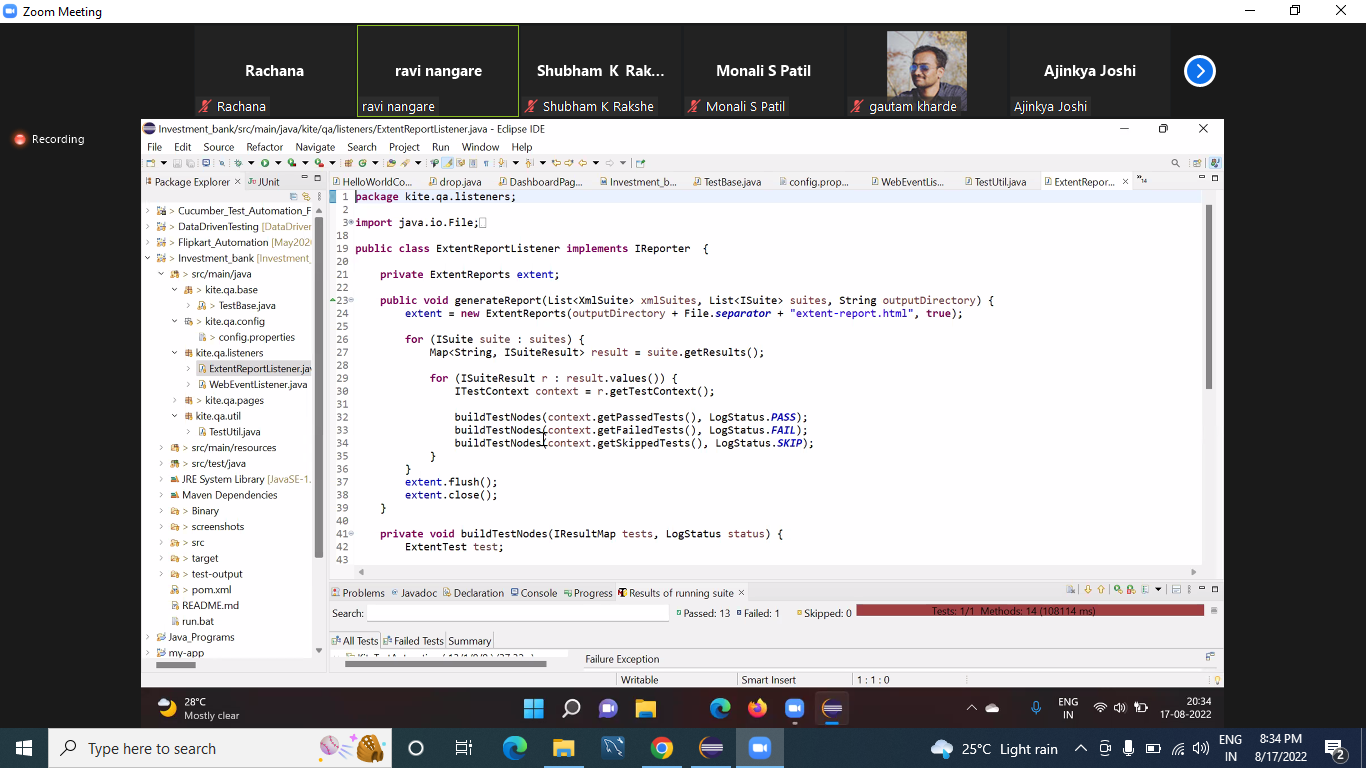 Zoom Meeting
Rachana
ravi nangare
Shubham K Rak...
Monali S Patil
Ajinkya Joshi
Rachana
ravi nangare
Shubham K Rakshe
Monali S Patil
gautam kharde
Ajinkya Joshi
Recording
Investment_bank/src/main/java/kite/qa/listeners/ExtentReportListener.java - Eclipse IDE
File Edit Source Refactor Navigate Search Project Run Window Help
Package Explorer JUnit
HelloWorldCo... drop.java DashboardPag... Investment_b... TestBase.java config.prop... WebEventLis... TestUtil.java ExtentRepor... 14
Cucumber_Test_Automation_F
DataDrivenTesting [DataDriver
Flipkart_Automation [May202
Investment_bank [Investment_
src/main/java
kite.qa.base
TestBase.java
kite.qa.config
config.properties
kite.qa.listeners
ExtentReportListener.jav
WebEventListener.java
kite.qa.pages
kite.qa.util
TestUtil.java
src/main/resources
src/test/java
JRE System Library [JavaSE-1.
Maven Dependencies
Binary
screenshots
src
target
test-output
pom.xml
README.md
run.bat
Java_Programs
my-app
1 package kite.qa.listeners;
2
3 import java.io.File;
18
19 public class ExtentReportListener implements IReporter {
20
21 private ExtentReports extent;
22
23 public void generateReport(List<XmlSuite> xmlSuites, List<ISuite> suites, String outputDirectory) {
24 extent = new ExtentReports(outputDirectory + File.separator + "extent-report.html", true);
25
26 for (ISuite suite : suites) {
27 Map<String, ISuiteResult> result = suite.getResults();
28
29 for (ISuiteResult r : result.values()) {
30 ITestContext context = r.getTestContext();
31
32 buildTestNodes(context.getPassedTests(), LogStatus.PASS);
33 buildTestNodes(context.getFailedTests(), LogStatus.FAIL);
34 buildTestNodes(context.getSkippedTests(), LogStatus.SKIP);
35 }
36 }
37 extent.flush();
38 extent.close();
39 }
40
41 private void buildTestNodes(IResultMap tests, LogStatus status) {
42 ExtentTest test;
43
Problems Javadoc Declaration Console Progress Results of running suite
Search: Passed: 13 Failed: 1 Skipped: 0 Tests: 1/1 Methods: 14 (108114 ms)
All Tests Failed Tests Summary
Failure Exception
Writable Smart Insert 1 : 1 : 0
28°C
Mostly clear
ENG
IN
20:34
17-08-2022
Type here to search
25°C Light rain
ENG
IN
8:34 PM
8/17/2022
2